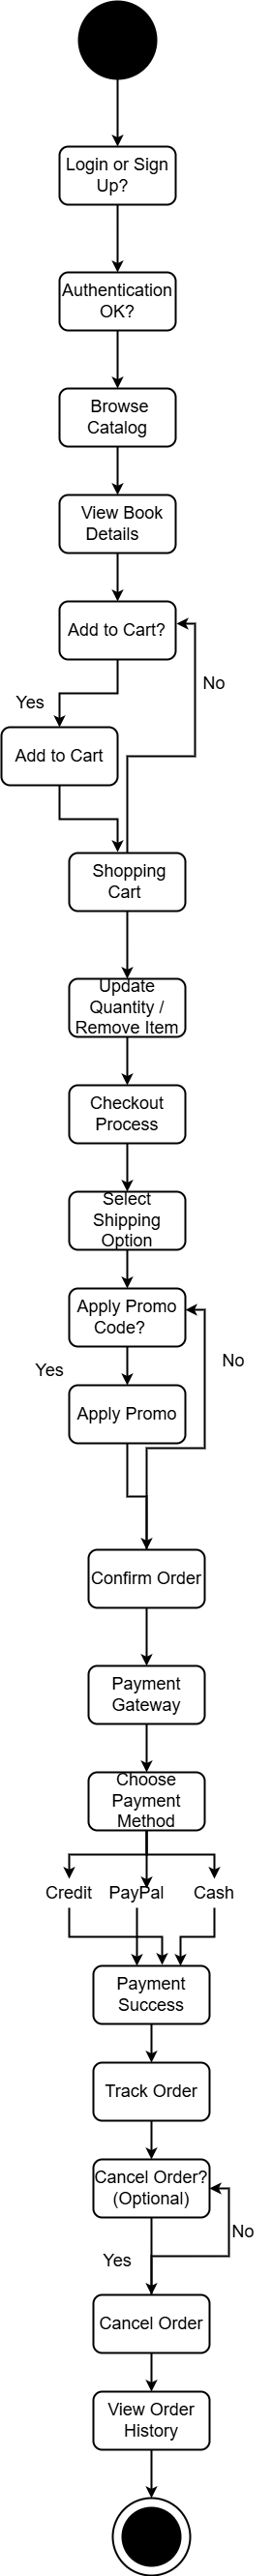 Login or Sign
Up?
Authentication
OK?
Browse
Catalog
View Book
Details
Add to Cart?
No
Yes
Add to Cart
Shopping
Cart
Update
Quantity /
Remove Item
Checkout
Process
Select
Shipping
Option
Apply Promo
Code?
No
Yes
Apply Promo
Confirm Order
Payment
Gateway
Choose
Payment
Method
Credit
PayPal
Cash
Payment
Success
Track Order
Cancel Order?
(Optional)
No
Yes
Cancel Order
View Order
History